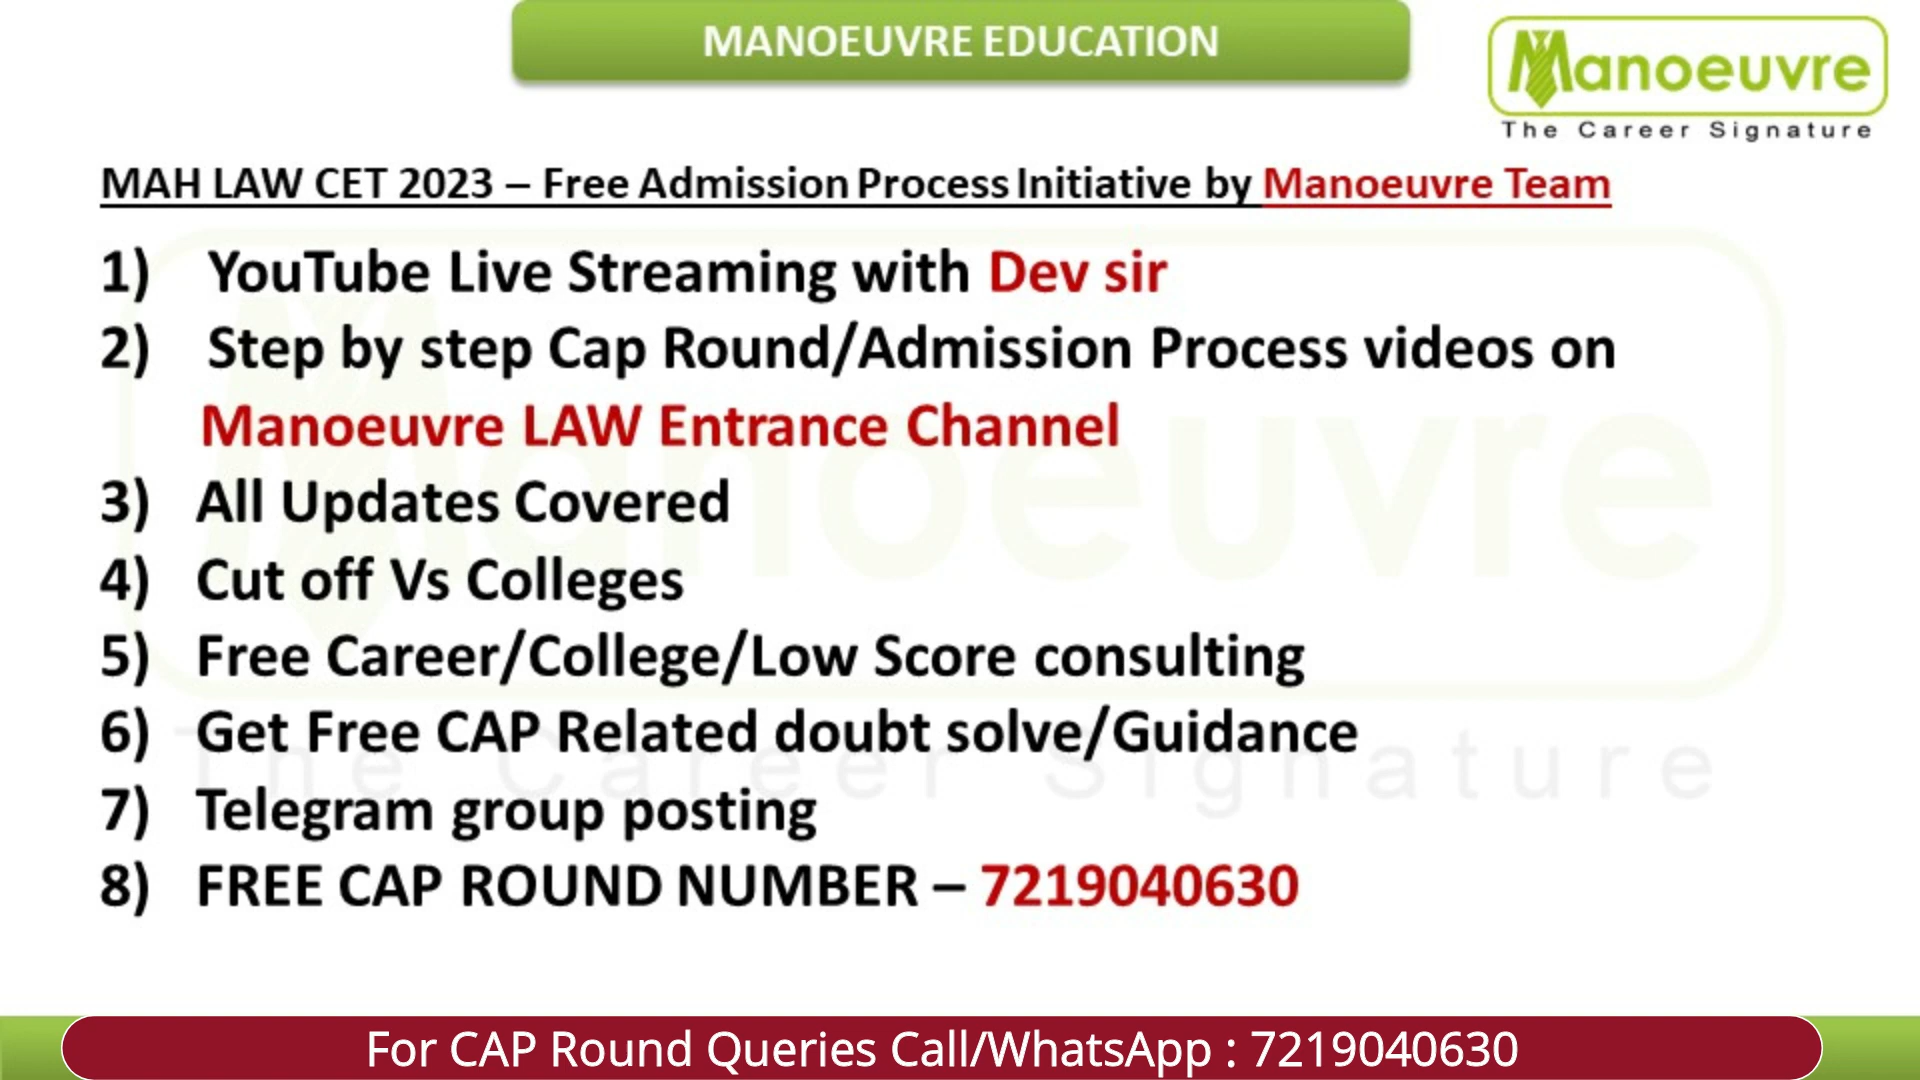 MANOEUVRE EDUCATION
Manoeuvre
The Career Signature
MAH LAW CET 2023 – Free Admission Process Initiative by Manoeuvre Team
1) YouTube Live Streaming with Dev sir
2) Step by step Cap Round/Admission Process videos on
Manoeuvre LAW Entrance Channel
3) All Updates Covered
4) Cut off Vs Colleges
5) Free Career/College/Low Score consulting
6) Get Free CAP Related doubt solve/Guidance
7) Telegram group posting
8) FREE CAP ROUND NUMBER – 7219040630
Manoeuvre
The Career Signature
For CAP Round Queries Call/WhatsApp : 7219040630